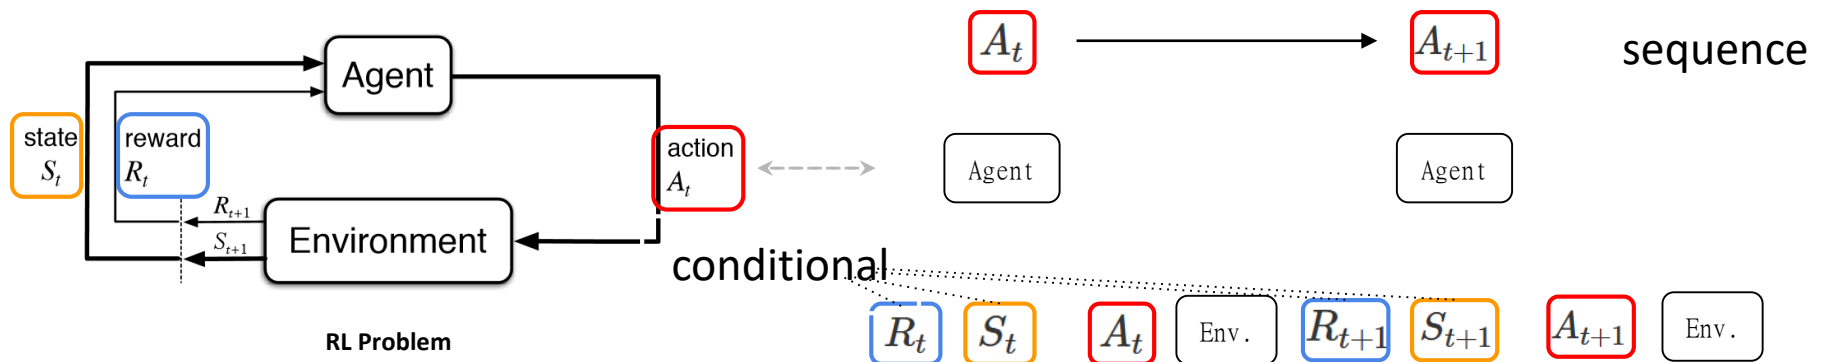 Agent
state
S_t
reward
R_t
action
A_t
R_{t+1}
S_{t+1}
Environment
RL Problem
A_t
A_{t+1}
sequence
Agent
Agent
conditional
R_t
S_t
A_t
Env.
R_{t+1}
S_{t+1}
A_{t+1}
Env.